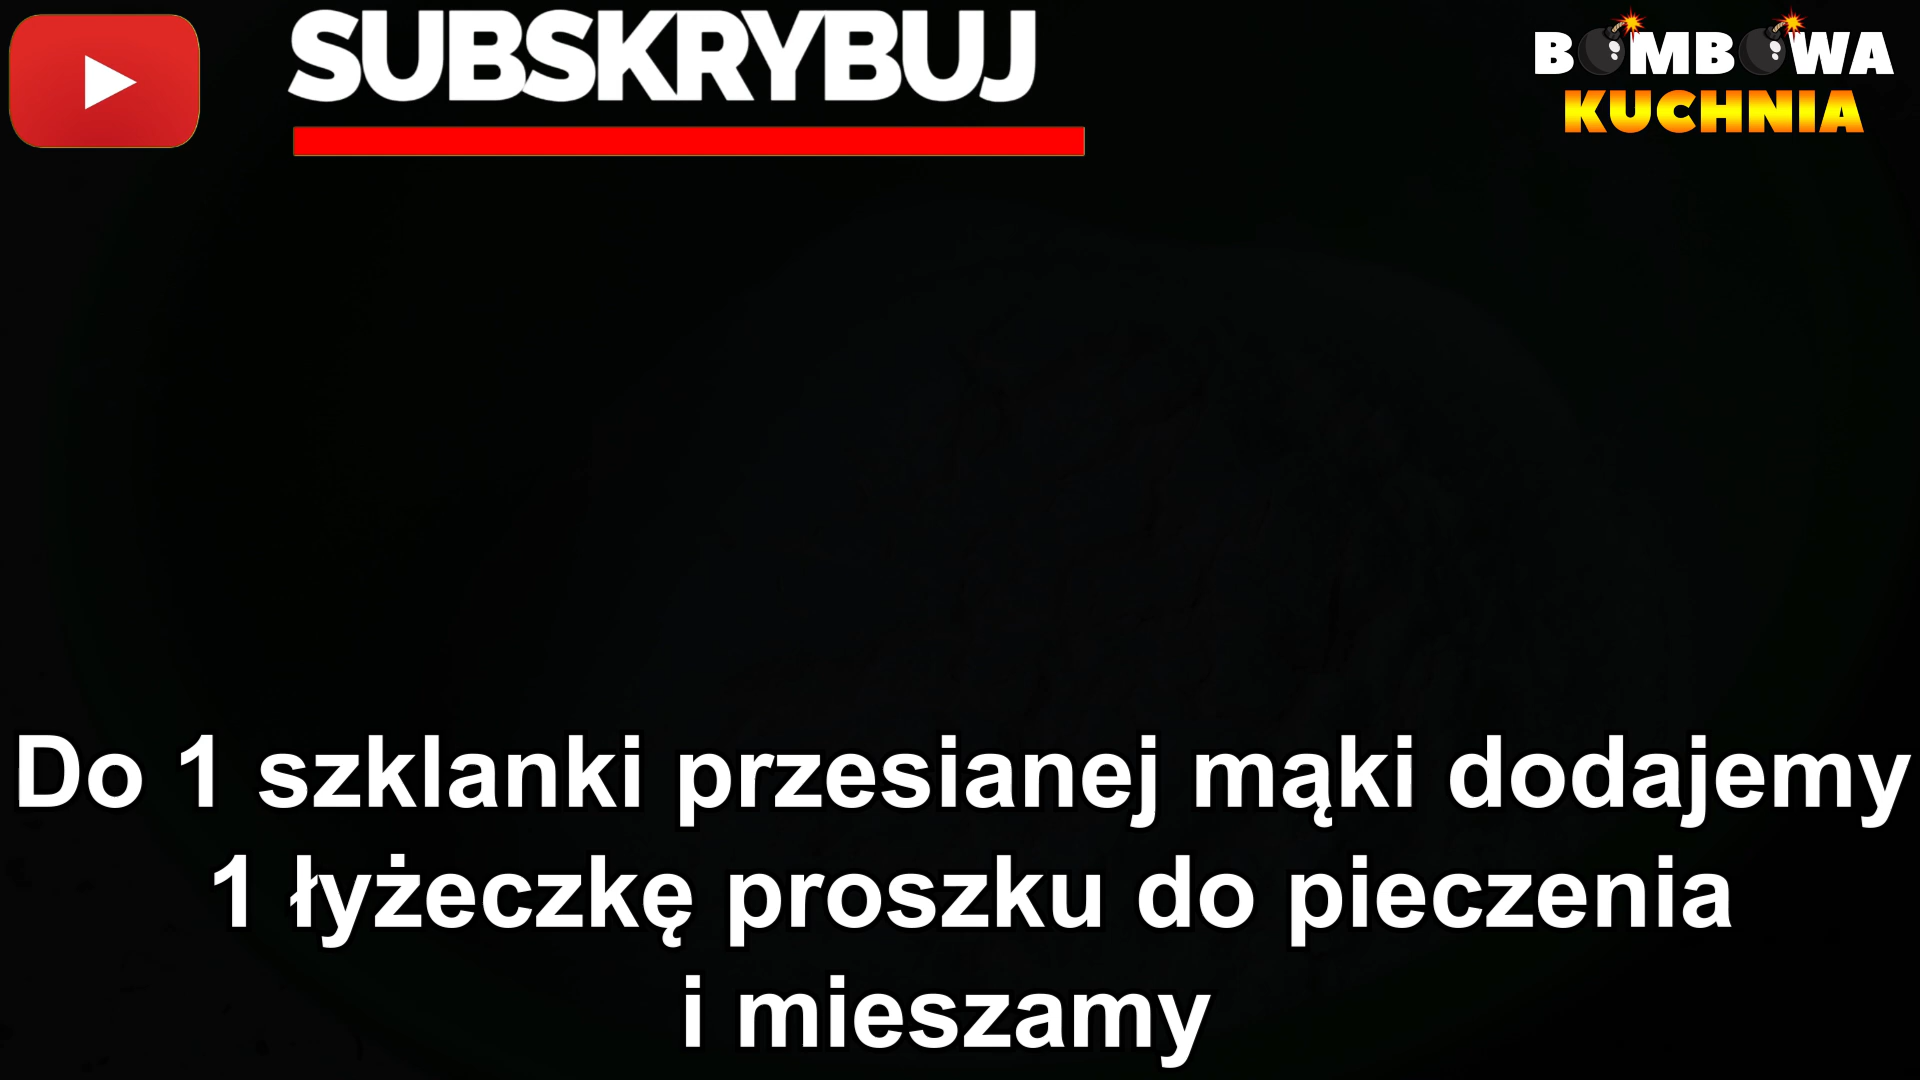 SUBSKRYBUJ
BOMBOWA
KUCHNIA
Do 1 szklanki przesianej mąki dodajemy
1 łyżeczkę proszku do pieczenia
i mieszamy